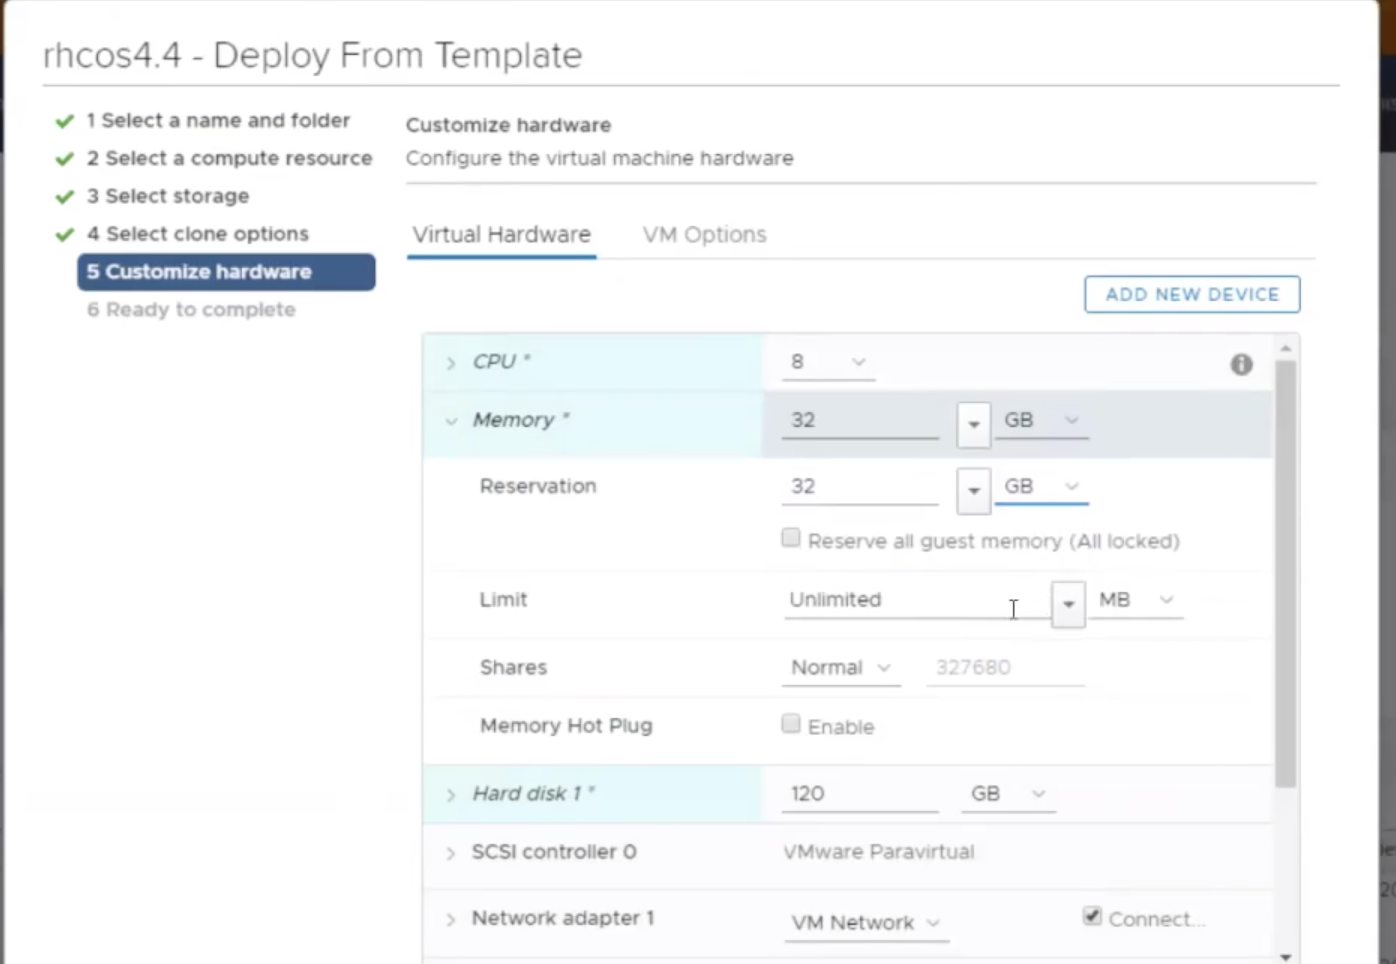 rhcos4.4 - Deploy From Template
1 Select a name and folder
2 Select a compute resource
3 Select storage
4 Select clone options
5 Customize hardware
6 Ready to complete
Customize hardware
Configure the virtual machine hardware
Virtual Hardware VM Options
ADD NEW DEVICE
CPU * 8
Memory * 32 GB
Reservation 32 GB
Reserve all guest memory (All locked)
Limit Unlimited MB
Shares Normal 327680
Memory Hot Plug Enable
Hard disk 1 * 120 GB
SCSI controller 0 VMware Paravirtual
Network adapter 1 VM Network Connect...